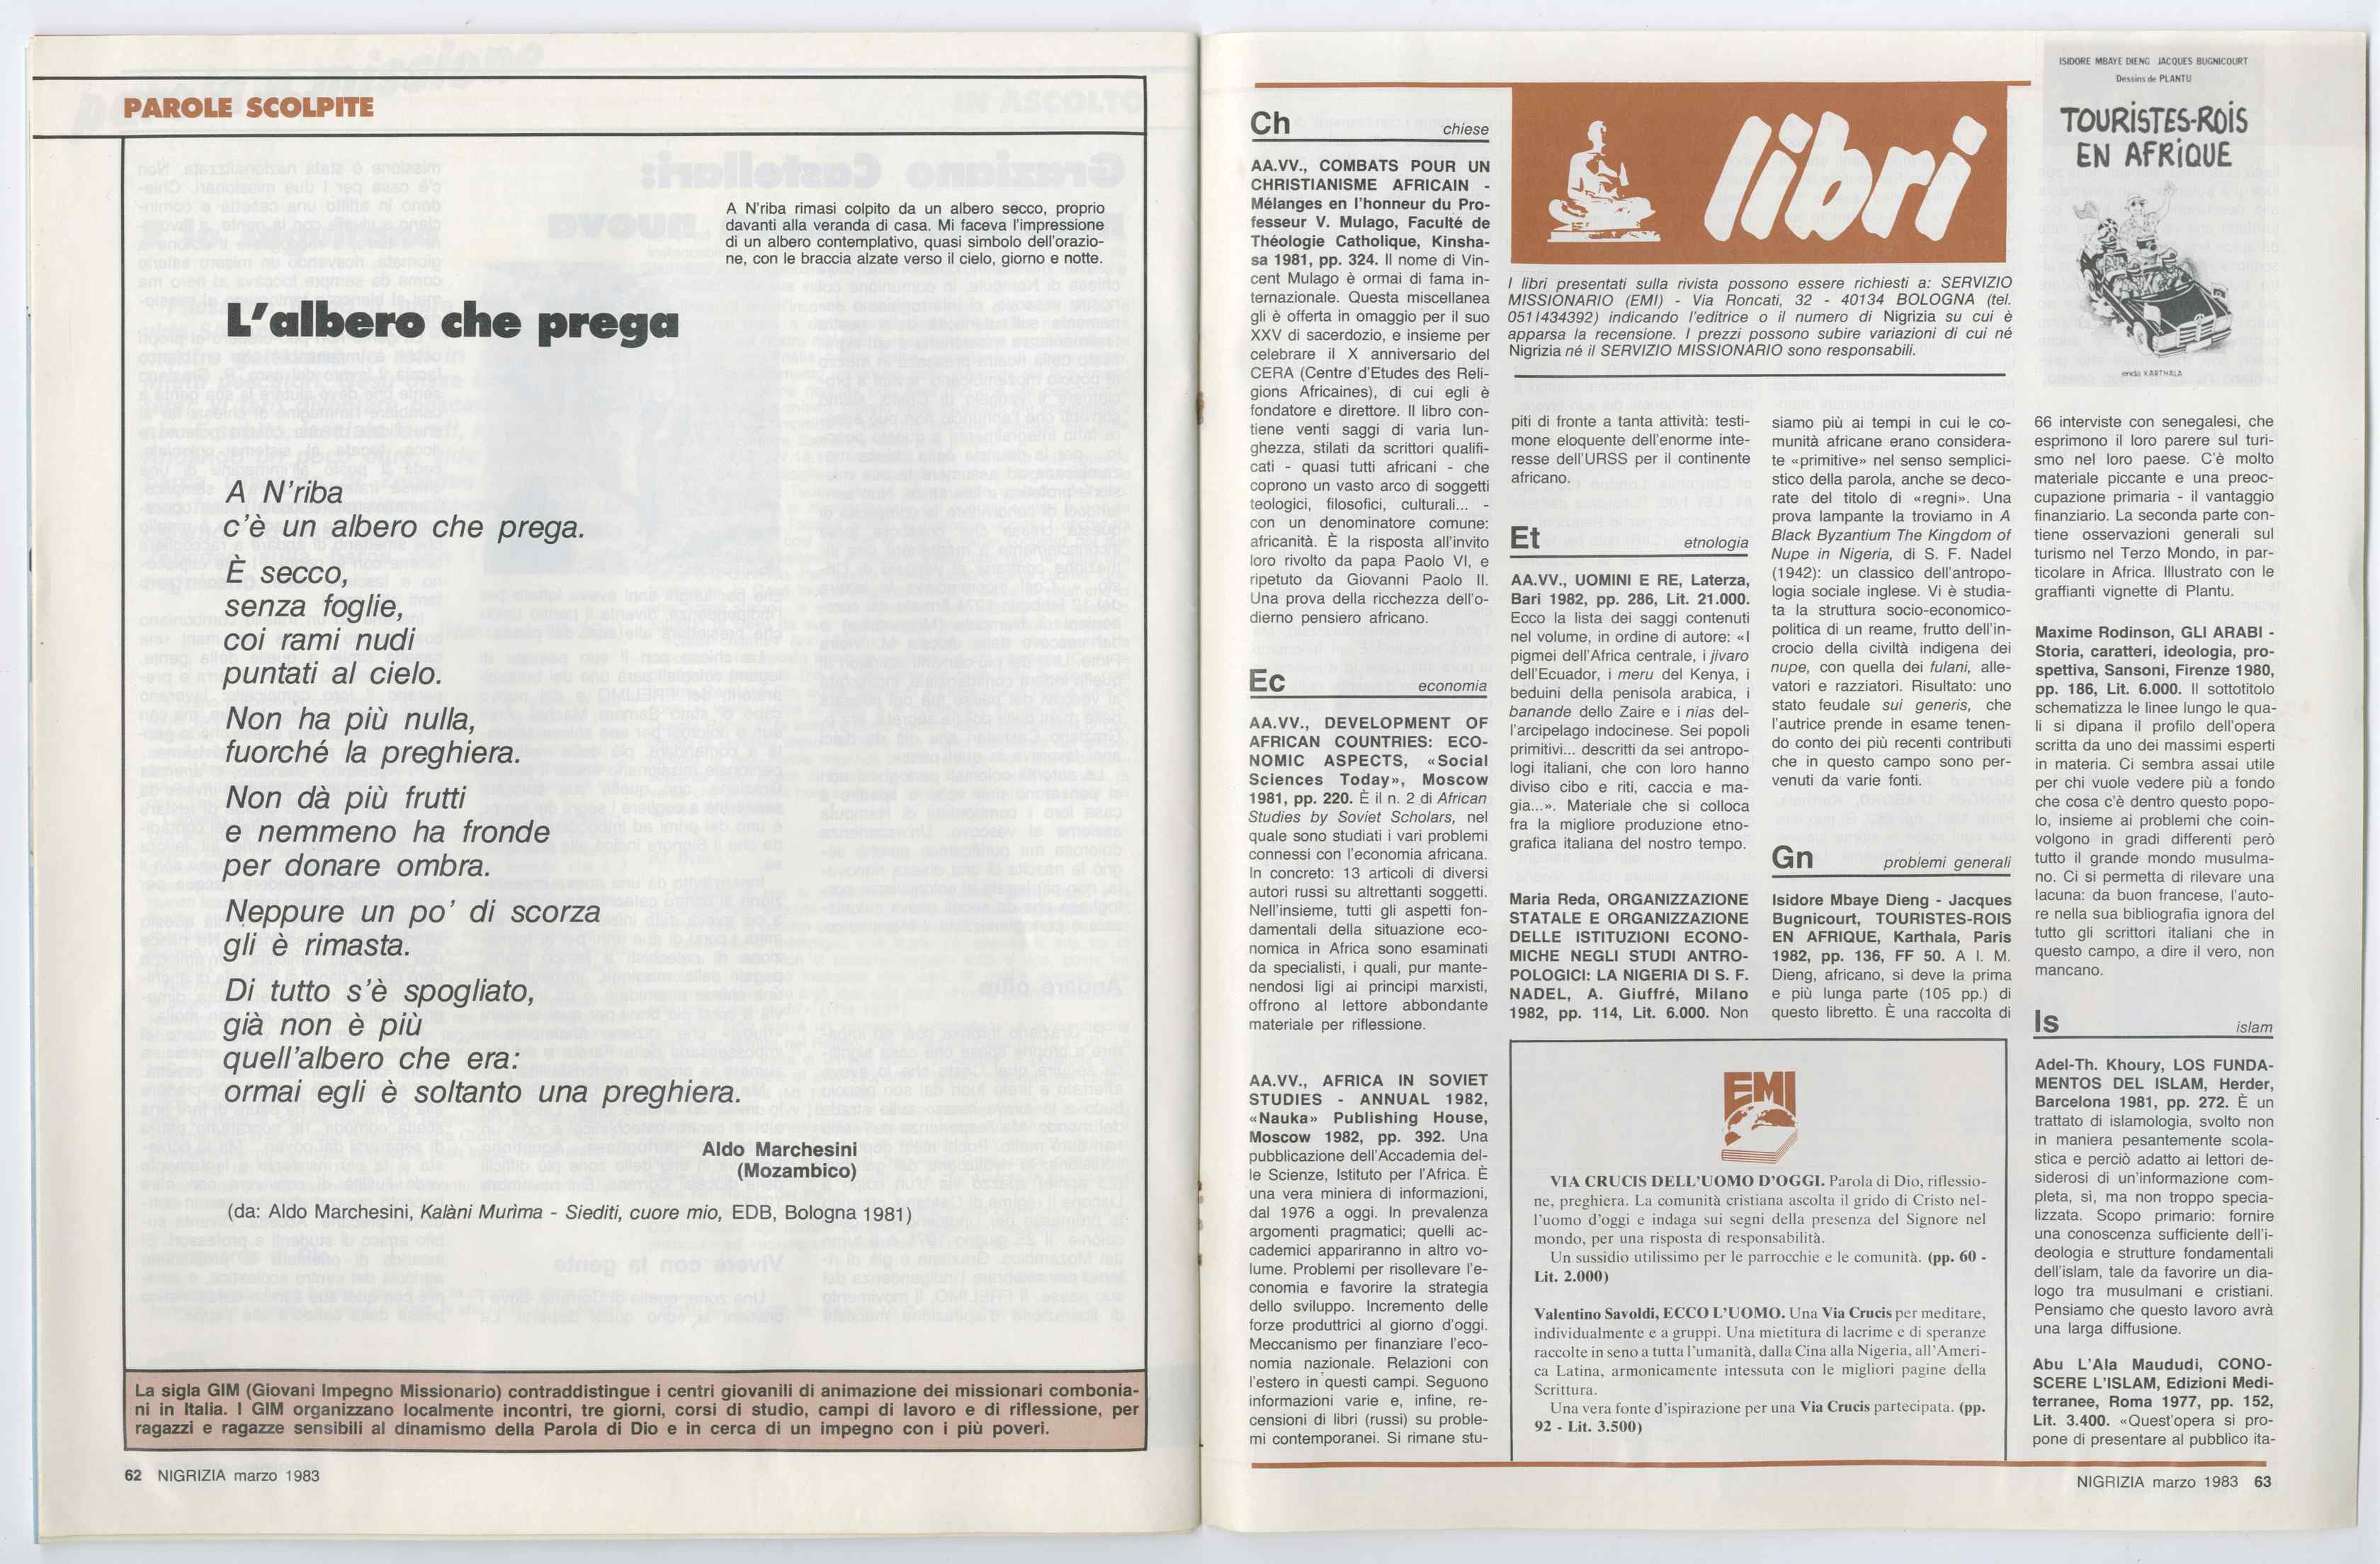 PAROLE SCOLPITE
A N'riba rimasi colpito da un albero secco, proprio
davanti alla veranda di casa. Mi faceva l'impressione
di un albero contemplativo, quasi simbolo dell'orazio-
ne, con le braccia alzate verso il cielo, giorno e notte.
L'albero che prega
A N'riba
c'è un albero che prega.
È secco,
senza foglie,
coi rami nudi
puntati al cielo.
Non ha più nulla,
fuorché la preghiera.
Non dà più frutti
e nemmeno ha fronde
per donare ombra.
Neppure un po' di scorza
gli è rimasta.
Di tutto s'è spogliato,
già non è più
quell'albero che era:
ormai egli è soltanto una preghiera.
Aldo Marchesini
(Mozambico)
(da: Aldo Marchesini, Kalàni Murìma - Siediti, cuore mio, EDB, Bologna 1981)
La sigla GIM (Giovani Impegno Missionario) contraddistingue i centri giovanili di animazione dei missionari combonia-
ni in Italia. I GIM organizzano localmente incontri, tre giorni, corsi di studio, campi di lavoro e di riflessione, per
ragazzi e ragazze sensibili al dinamismo della Parola di Dio e in cerca di un impegno con i più poveri.
62 NIGRIZIA marzo 1983
Ch chiese
AA.VV., COMBATS POUR UN
CHRISTIANISME AFRICAIN -
Mélanges en l'honneur du Pro-
fesseur V. Mulago, Faculté de
Théologie Catholique, Kinsha-
sa 1981, pp. 324. Il nome di Vin-
cent Mulago è ormai di fama in-
ternazionale. Questa miscellanea
gli è offerta in omaggio per il suo
XXV di sacerdozio, e insieme per
celebrare il X anniversario del
CERA (Centre d'Etudes des Reli-
gions Africaines), di cui egli è
fondatore e direttore. Il libro con-
tiene venti saggi di varia lun-
ghezza, stilati da scrittori qualifi-
cati - quasi tutti africani - che
coprono un vasto arco di soggetti
teologici, filosofici, culturali... -
con un denominatore comune:
africanità. È la risposta all'invito
loro rivolto da papa Paolo VI, e
ripetuto da Giovanni Paolo II.
Una prova della ricchezza dell'o-
dierno pensiero africano.
Ec economia
AA.VV., DEVELOPMENT OF
AFRICAN COUNTRIES: ECO-
NOMIC ASPECTS, «Social
Sciences Today», Moscow
1981, pp. 220. È il n. 2 di African
Studies by Soviet Scholars, nel
quale sono studiati i vari problemi
connessi con l'economia africana.
In concreto: 13 articoli di diversi
autori russi su altrettanti soggetti.
Nell'insieme, tutti gli aspetti fon-
damentali della situazione eco-
nomica in Africa sono esaminati
da specialisti, i quali, pur mante-
nendosi ligi ai principi marxisti,
offrono al lettore abbondante
materiale per riflessione.
AA.VV., AFRICA IN SOVIET
STUDIES - ANNUAL 1982,
«Nauka» Publishing House,
Moscow 1982, pp. 392. Una
pubblicazione dell'Accademia del-
le Scienze, Istituto per l'Africa. È
una vera miniera di informazioni,
dal 1976 a oggi. In prevalenza
argomenti pragmatici; quelli ac-
cademici appariranno in altro vo-
lume. Problemi per risollevare l'e-
conomia e favorire la strategia
dello sviluppo. Incremento delle
forze produttrici al giorno d'oggi.
Meccanismo per finanziare l'eco-
nomia nazionale. Relazioni con
l'estero in questi campi. Seguono
informazioni varie e, infine, re-
censioni di libri (russi) su proble-
mi contemporanei. Si rimane stu-
libri
I libri presentati sulla rivista possono essere richiesti a: SERVIZIO
MISSIONARIO (EMI) - Via Roncati, 32 - 40134 BOLOGNA (tel.
051/434392) indicando l'editrice o il numero di Nigrizia su cui è
apparsa la recensione. I prezzi possono subire variazioni di cui né
Nigrizia né il SERVIZIO MISSIONARIO sono responsabili.
piti di fronte a tanta attività: testi-
mone eloquente dell'enorme inte-
resse dell'URSS per il continente
africano.
Et etnologia
AA.VV., UOMINI E RE, Laterza,
Bari 1982, pp. 286, Lit. 21.000.
Ecco la lista dei saggi contenuti
nel volume, in ordine di autore: «I
pigmei dell'Africa centrale, i jivaro
dell'Ecuador, i meru del Kenya, i
beduini della penisola arabica, i
banande dello Zaire e i nias del-
l'arcipelago indocinese. Sei popoli
primitivi... descritti da sei antropo-
logi italiani, che con loro hanno
diviso cibo e riti, caccia e ma-
gia...». Materiale che si colloca
fra la migliore produzione etno-
grafica italiana del nostro tempo.
Maria Reda, ORGANIZZAZIONE
STATALE E ORGANIZZAZIONE
DELLE ISTITUZIONI ECONO-
MICHE NEGLI STUDI ANTRO-
POLOGICI: LA NIGERIA DI S. F.
NADEL, A. Giuffré, Milano
1982, pp. 114, Lit. 6.000. Non
siamo più ai tempi in cui le co-
munità africane erano considera-
te «primitive» nel senso semplici-
stico della parola, anche se deco-
rate del titolo di «regni». Una
prova lampante la troviamo in A
Black Byzantium The Kingdom of
Nupe in Nigeria, di S. F. Nadel
(1942): un classico dell'antropo-
logia sociale inglese. Vi è studia-
ta la struttura socio-economico-
politica di un reame, frutto dell'in-
crocio della civiltà indigena dei
nupe, con quella dei fulani, alle-
vatori e razziatori. Risultato: uno
stato feudale sui generis, che
l'autrice prende in esame tenen-
do conto dei più recenti contributi
che in questo campo sono per-
venuti da varie fonti.
Gn problemi generali
Isidore Mbaye Dieng - Jacques
Bugnicourt, TOURISTES-ROIS
EN AFRIQUE, Karthala, Paris
1982, pp. 136, FF 50. A I. M.
Dieng, africano, si deve la prima
e più lunga parte (105 pp.) di
questo libretto. È una raccolta di
EMI
VIA CRUCIS DELL'UOMO D'OGGI. Parola di Dio, riflessio-
ne, preghiera. La comunità cristiana ascolta il grido di Cristo nel-
l'uomo d'oggi e indaga sui segni della presenza del Signore nel
mondo, per una risposta di responsabilità.
Un sussidio utilissimo per le parrocchie e le comunità. (pp. 60 -
Lit. 2.000)
Valentino Savoldi, ECCO L'UOMO. Una Via Crucis per meditare,
individualmente e a gruppi. Una mietitura di lacrime e di speranze
raccolte in seno a tutta l'umanità, dalla Cina alla Nigeria, all'Ameri-
ca Latina, armonicamente intessuta con le migliori pagine della
Scrittura.
Una vera fonte d'ispirazione per una Via Crucis partecipata. (pp.
92 - Lit. 3.500)
ISIDORE MBAYE DIENG JACQUES BUGNICOURT
Dessins de PLANTU
TOURISTES-ROIS
EN AFRIQUE
enda KARTHALA
66 interviste con senegalesi, che
esprimono il loro parere sul turi-
smo nel loro paese. C'è molto
materiale piccante e una preoc-
cupazione primaria - il vantaggio
finanziario. La seconda parte con-
tiene osservazioni generali sul
turismo nel Terzo Mondo, in par-
ticolare in Africa. Illustrato con le
graffianti vignette di Plantu.
Maxime Rodinson, GLI ARABI -
Storia, caratteri, ideologia, pro-
spettiva, Sansoni, Firenze 1980,
pp. 186, Lit. 6.000. Il sottotitolo
schematizza le linee lungo le qua-
li si dipana il profilo dell'opera
scritta da uno dei massimi esperti
in materia. Ci sembra assai utile
per chi vuole vedere più a fondo
che cosa c'è dentro questo popo-
lo, insieme ai problemi che coin-
volgono in gradi differenti però
tutto il grande mondo musulma-
no. Ci si permetta di rilevare una
lacuna: da buon francese, l'auto-
re nella sua bibliografia ignora del
tutto gli scrittori italiani che in
questo campo, a dire il vero, non
mancano.
Is islam
Adel-Th. Khoury, LOS FUNDA-
MENTOS DEL ISLAM, Herder,
Barcelona 1981, pp. 272. È un
trattato di islamologia, svolto non
in maniera pesantemente scola-
stica e perciò adatto ai lettori de-
siderosi di un'informazione com-
pleta, sì, ma non troppo specia-
lizzata. Scopo primario: fornire
una conoscenza sufficiente dell'i-
deologia e strutture fondamentali
dell'islam, tale da favorire un dia-
logo tra musulmani e cristiani.
Pensiamo che questo lavoro avrà
una larga diffusione.
Abu L'Ala Maududi, CONO-
SCERE L'ISLAM, Edizioni Medi-
terranee, Roma 1977, pp. 152,
Lit. 3.400. «Quest'opera si pro-
pone di presentare al pubblico ita-
NIGRIZIA marzo 1983 63